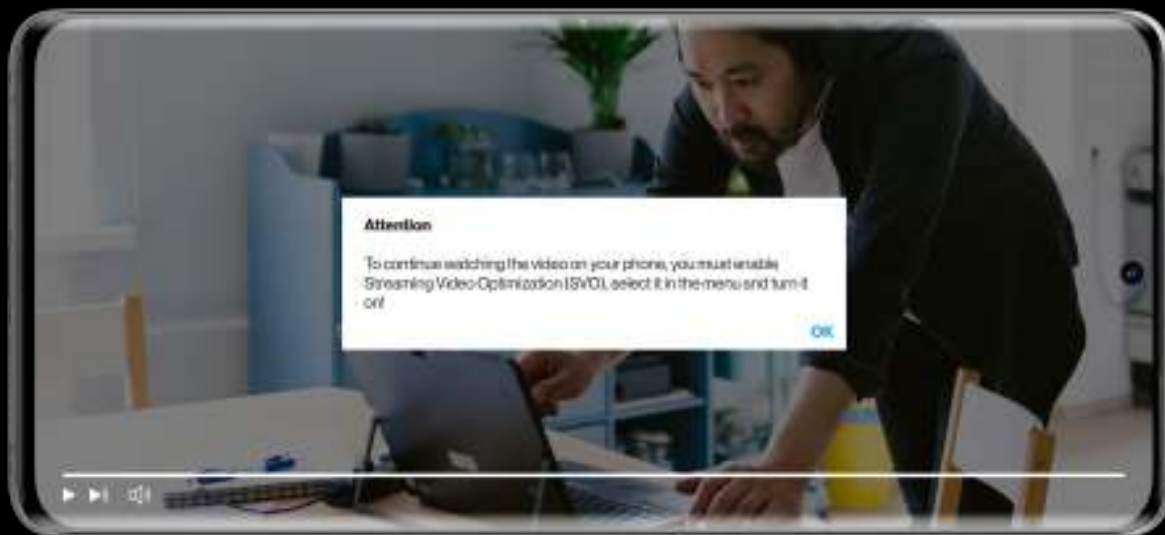 Attention
To continue watching the video on your phone, you must enable
Streaming Video Optimization (SVO), select it in the menu and turn it
on!
OK